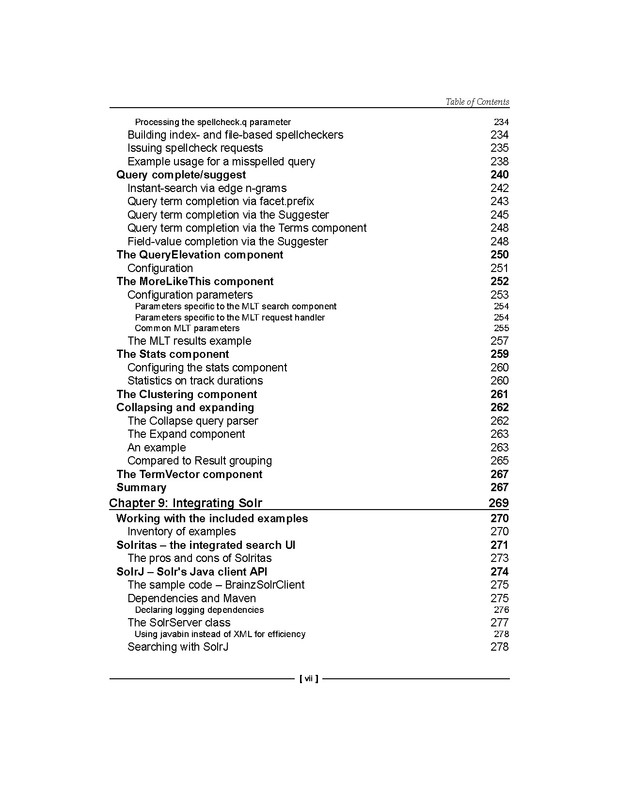 Table of Contents
Processing the spellcheck.q parameter 234
Building index- and file-based spellcheckers 234
Issuing spellcheck requests 235
Example usage for a misspelled query 238
Query complete/suggest 240
Instant-search via edge n-grams 242
Query term completion via facet.prefix 243
Query term completion via the Suggester 245
Query term completion via the Terms component 248
Field-value completion via the Suggester 248
The QueryElevation component 250
Configuration 251
The MoreLikeThis component 252
Configuration parameters 253
Parameters specific to the MLT search component 254
Parameters specific to the MLT request handler 254
Common MLT parameters 255
The MLT results example 257
The Stats component 259
Configuring the stats component 260
Statistics on track durations 260
The Clustering component 261
Collapsing and expanding 262
The Collapse query parser 262
The Expand component 263
An example 263
Compared to Result grouping 265
The TermVector component 267
Summary 267
Chapter 9: Integrating Solr 269
Working with the included examples 270
Inventory of examples 270
Solritas – the integrated search UI 271
The pros and cons of Solritas 273
SolrJ – Solr's Java client API 274
The sample code – BrainzSolrClient 275
Dependencies and Maven 275
Declaring logging dependencies 276
The SolrServer class 277
Using javabin instead of XML for efficiency 278
Searching with SolrJ 278
[ vii ]